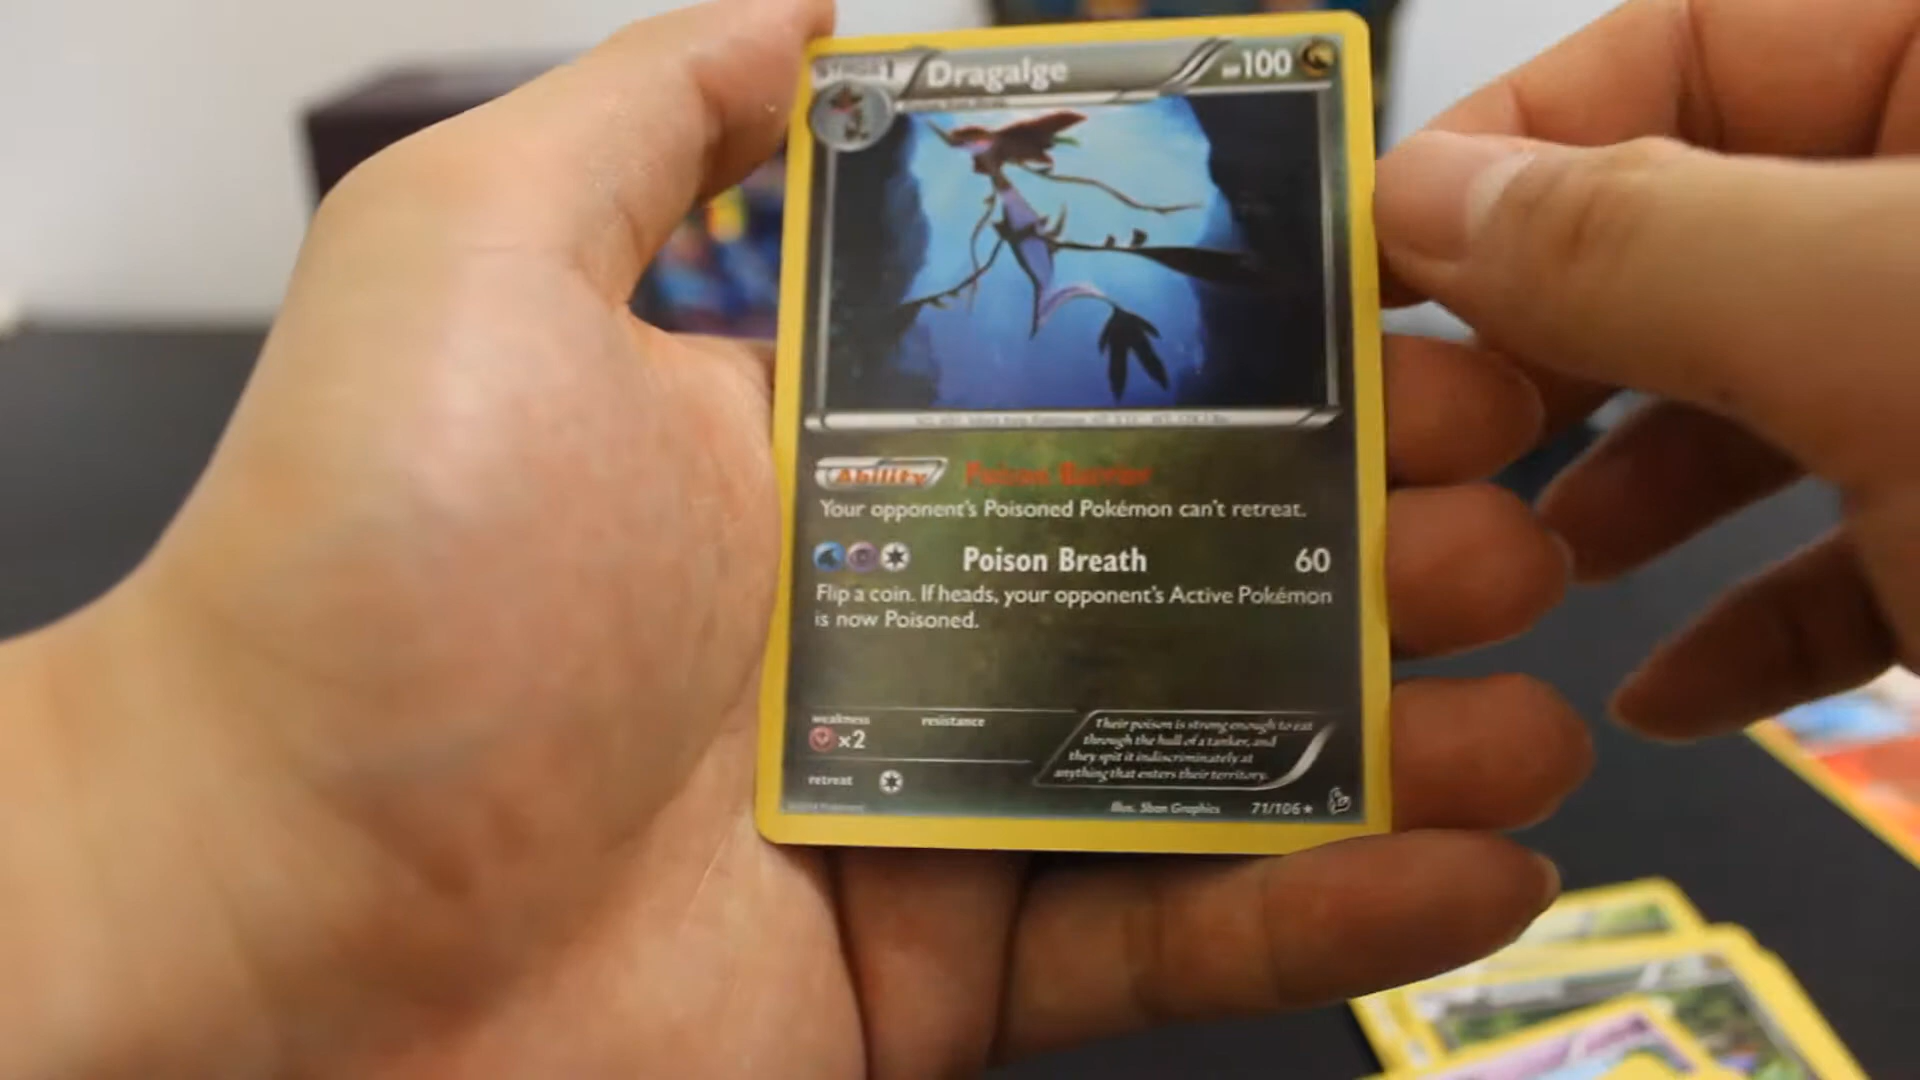 STAGE 1 Dragalge HP100
Ability Poison Barrier
Your opponent's Poisoned Pokémon can't retreat.
Poison Breath 60
Flip a coin. If heads, your opponent's Active Pokémon
is now Poisoned.
weakness resistance
×2
retreat
Their poison is strong enough to eat
through the hull of a tanker, and
they spit it indiscriminately at
anything that enters their territory.
Illus. 5ban Graphics 71/106